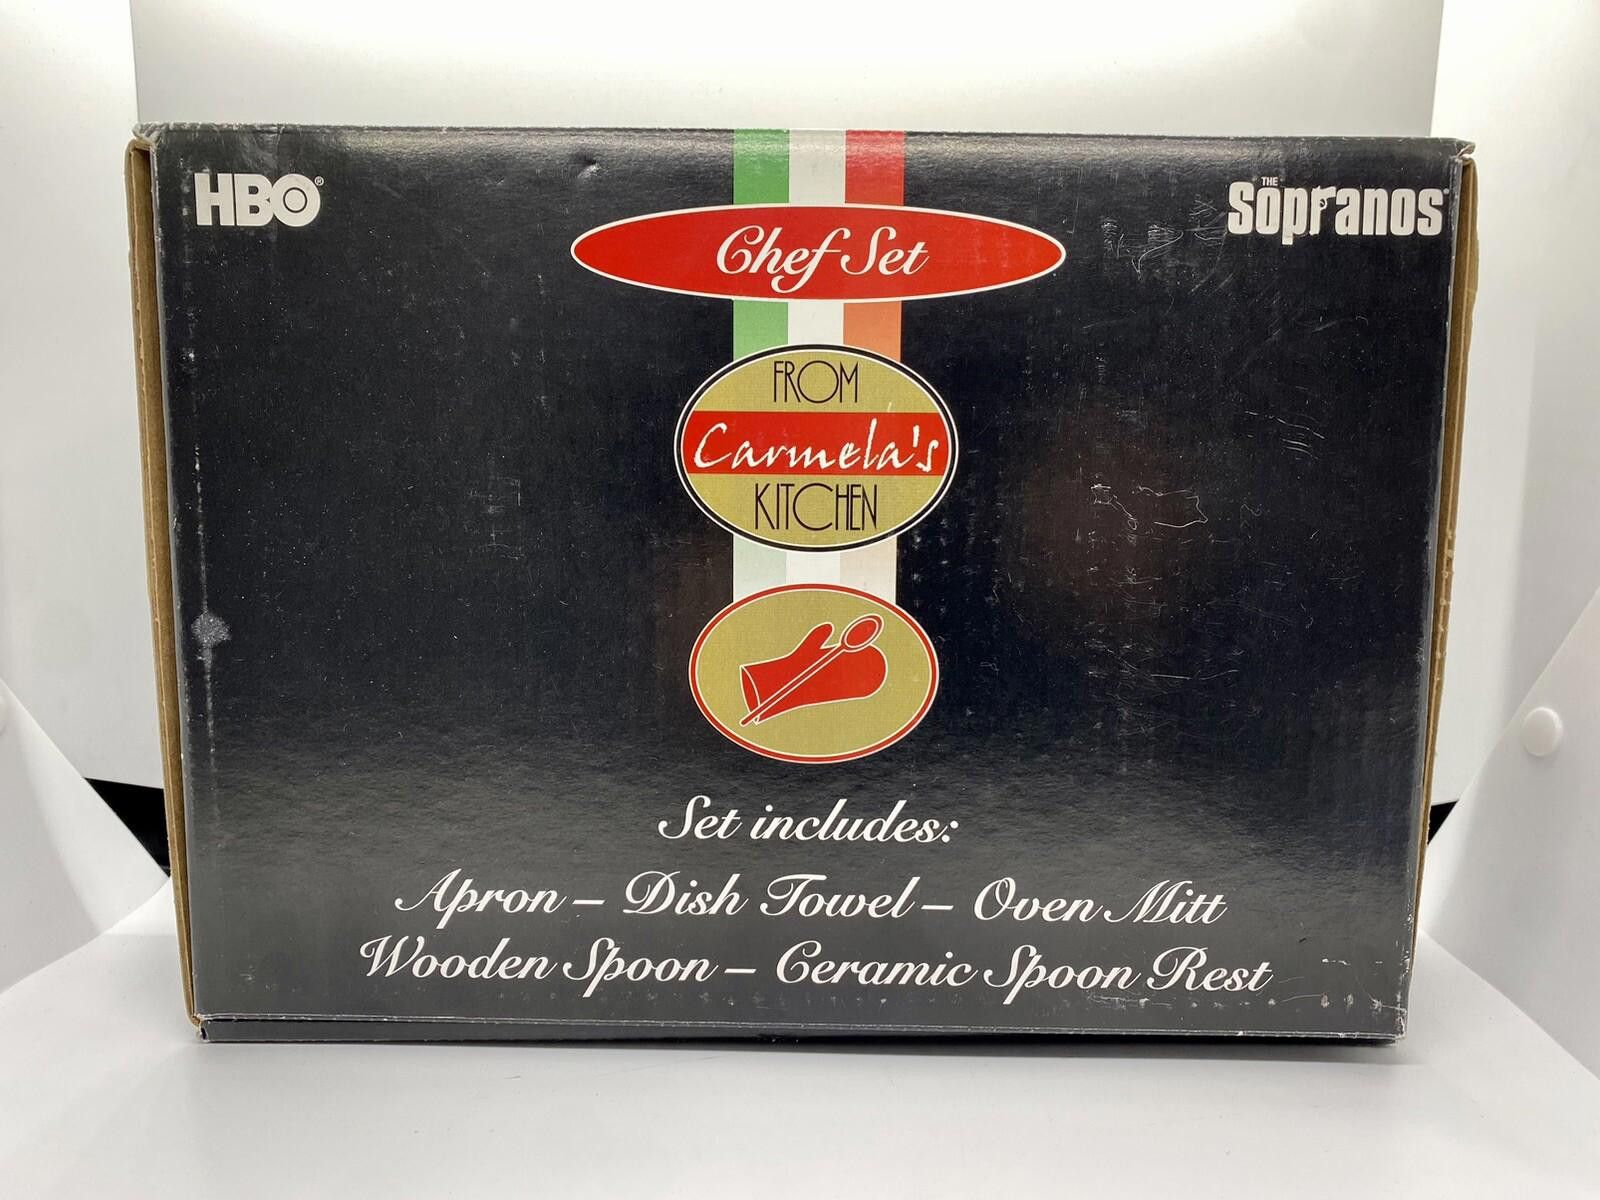 HBO®
THE
Sopranos
Chef Set
FROM
Carmela's
KITCHEN
Set includes:
Apron – Dish Towel – Oven Mitt
Wooden Spoon – Ceramic Spoon Rest